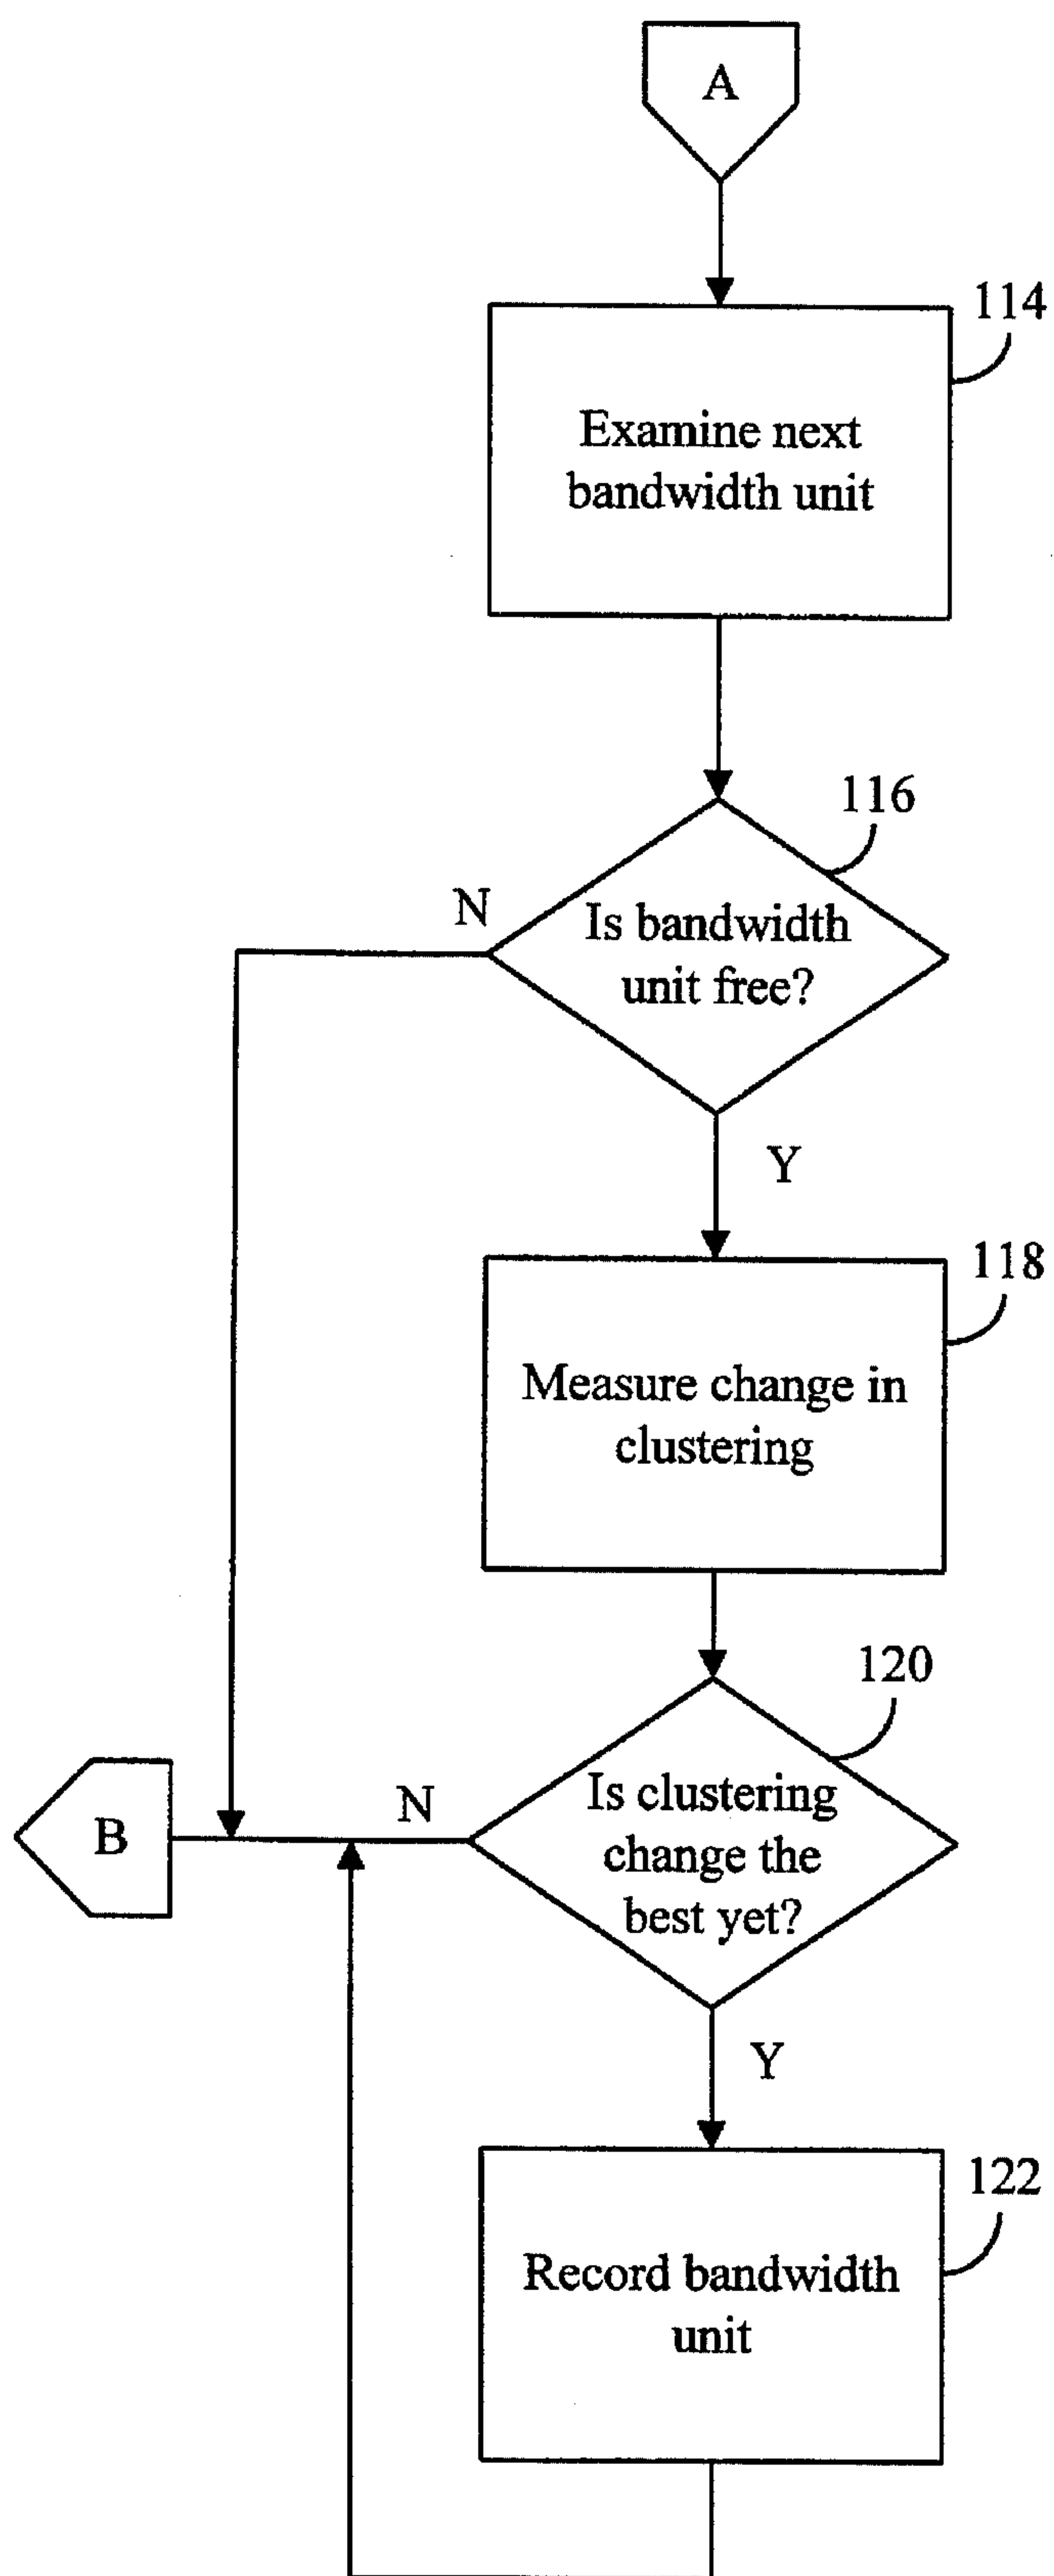 A
114
Examine next
bandwidth unit
116
N
Is bandwidth
unit free?
Y
118
Measure change in
clustering
120
N
Is clustering
change the
best yet?
B
Y
122
Record bandwidth
unit